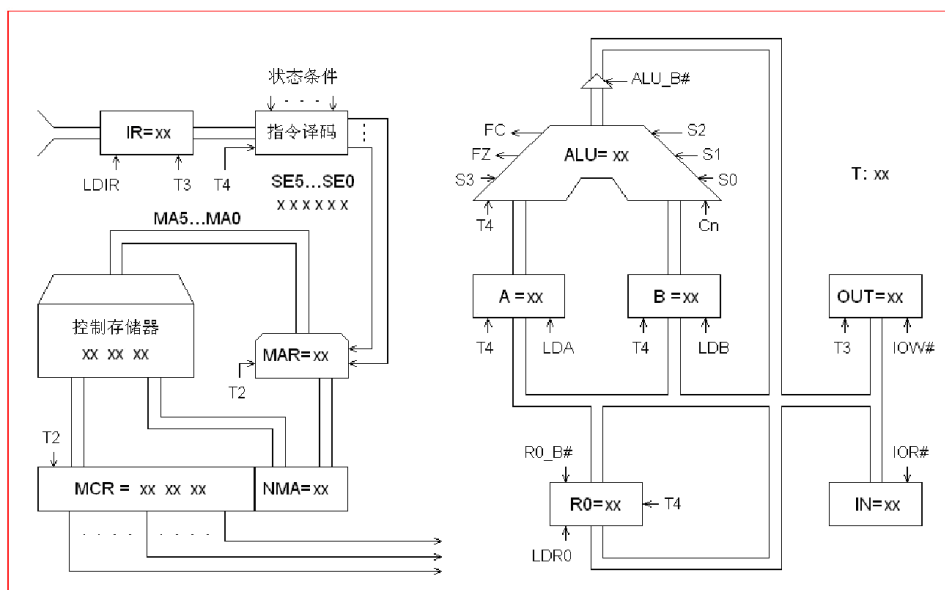 状态条件
IR=xx
指令译码
LDIR
T3
T4
SE5...SE0
x x x x x x
MA5...MA0
控制存储器
xx xx xx
MAR=xx
T2
T2
MCR = xx xx xx
NMA=xx
ALU_B#
FC
FZ
S3
S2
S1
S0
ALU= xx
T4
Cn
T: xx
A =xx
B =xx
OUT=xx
T4
LDA
T4
LDB
T3
IOW#
R0_B#
IOR#
R0=xx
T4
IN=xx
LDR0